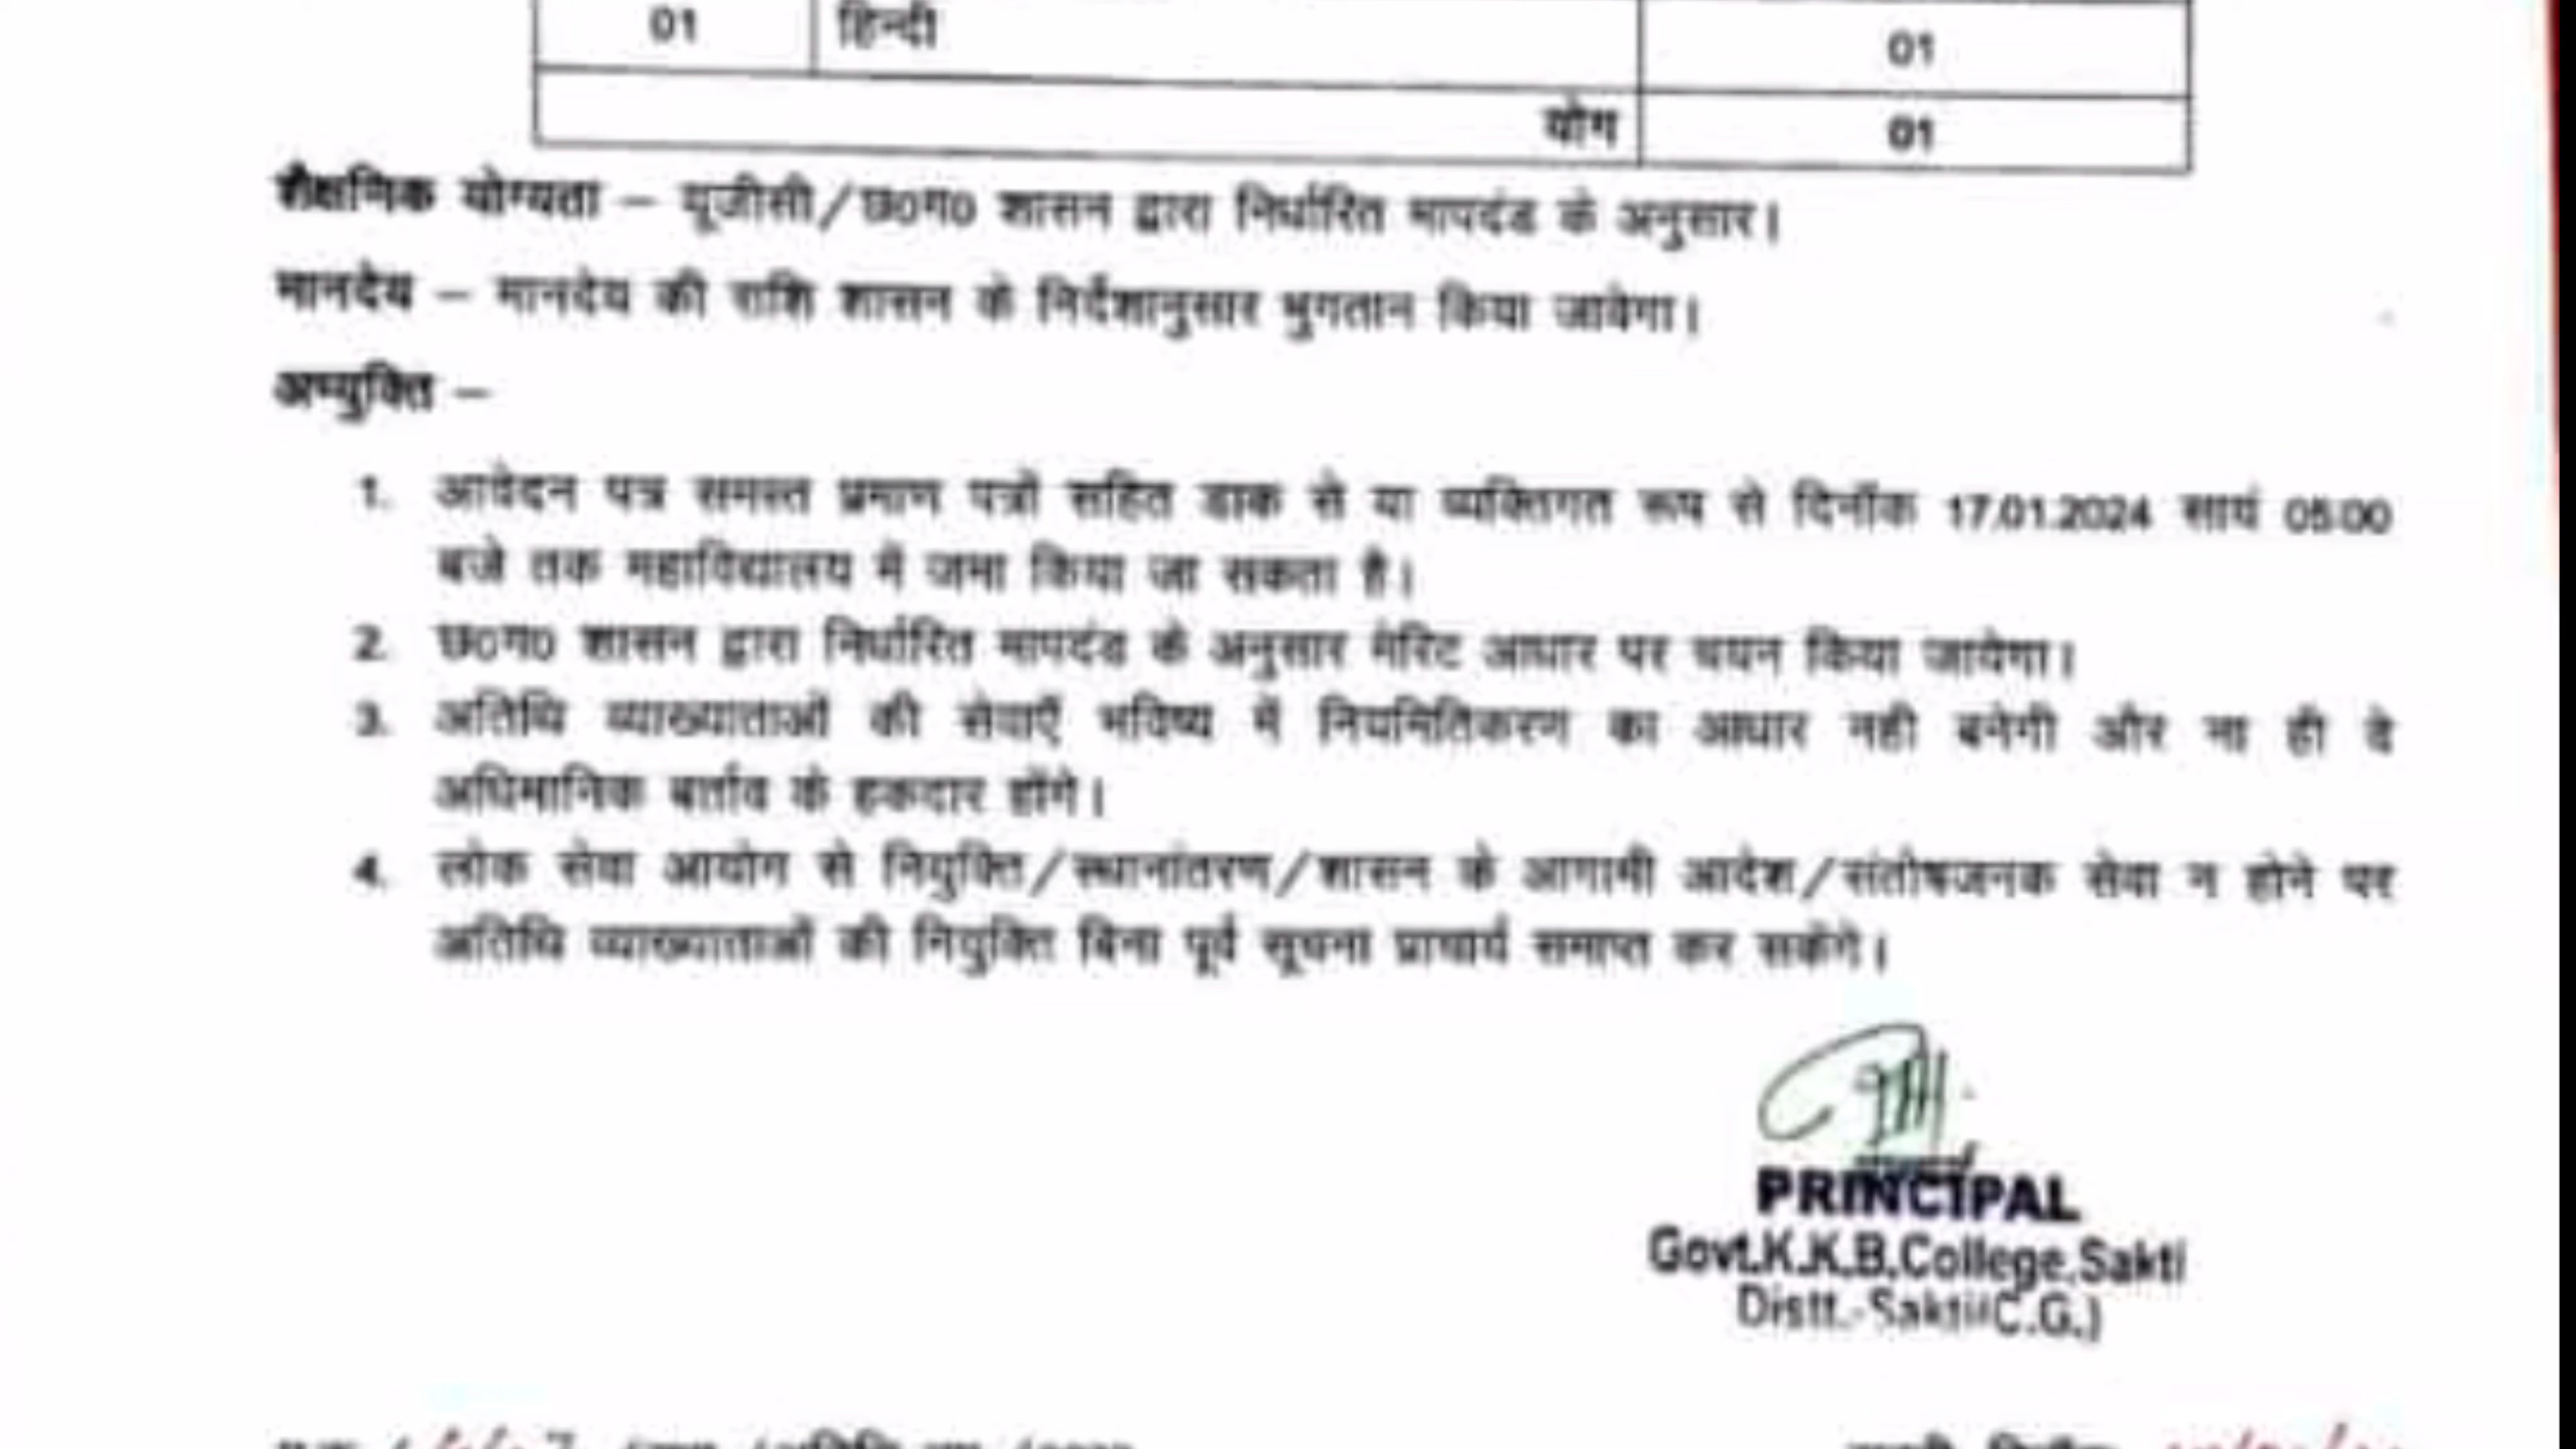 01 हिन्दी 01
योग 01
शैक्षणिक योग्यता – यूजीसी/छ0ग0 शासन द्वारा निर्धारित मापदंड के अनुसार।
मानदेय – मानदेय की राशि शासन के निर्देशानुसार भुगतान किया जावेगा।
अभ्युक्ति –
1. आवेदन पत्र समस्त प्रमाण पत्रों सहित डाक से या व्यक्तिगत रूप से दिनॉक 17.01.2024 सायं 05:00
बजे तक महाविद्यालय में जमा किया जा सकता है।
2. छ0ग0 शासन द्वारा निर्धारित मापदंड के अनुसार मेरिट आधार पर चयन किया जायेगा।
3. अतिथि व्याख्याताओं की सेवाऍं भविष्य में नियमितिकरण का आधार नही बनेगी और ना ही वे
अधिमानिक बर्ताव के हकदार होंगे।
4. लोक सेवा आयोग से नियुक्ति/स्थानांतरण/शासन के आगामी आदेश/संतोषजनक सेवा न होने पर
अतिथि व्याख्याताओं की नियुक्ति बिना पूर्व सूचना प्राचार्य समाप्त कर सकेंगे।
PRINCIPAL
Govt.K.K.B.College,Sakti
Distt.-Sakti(C.G.)